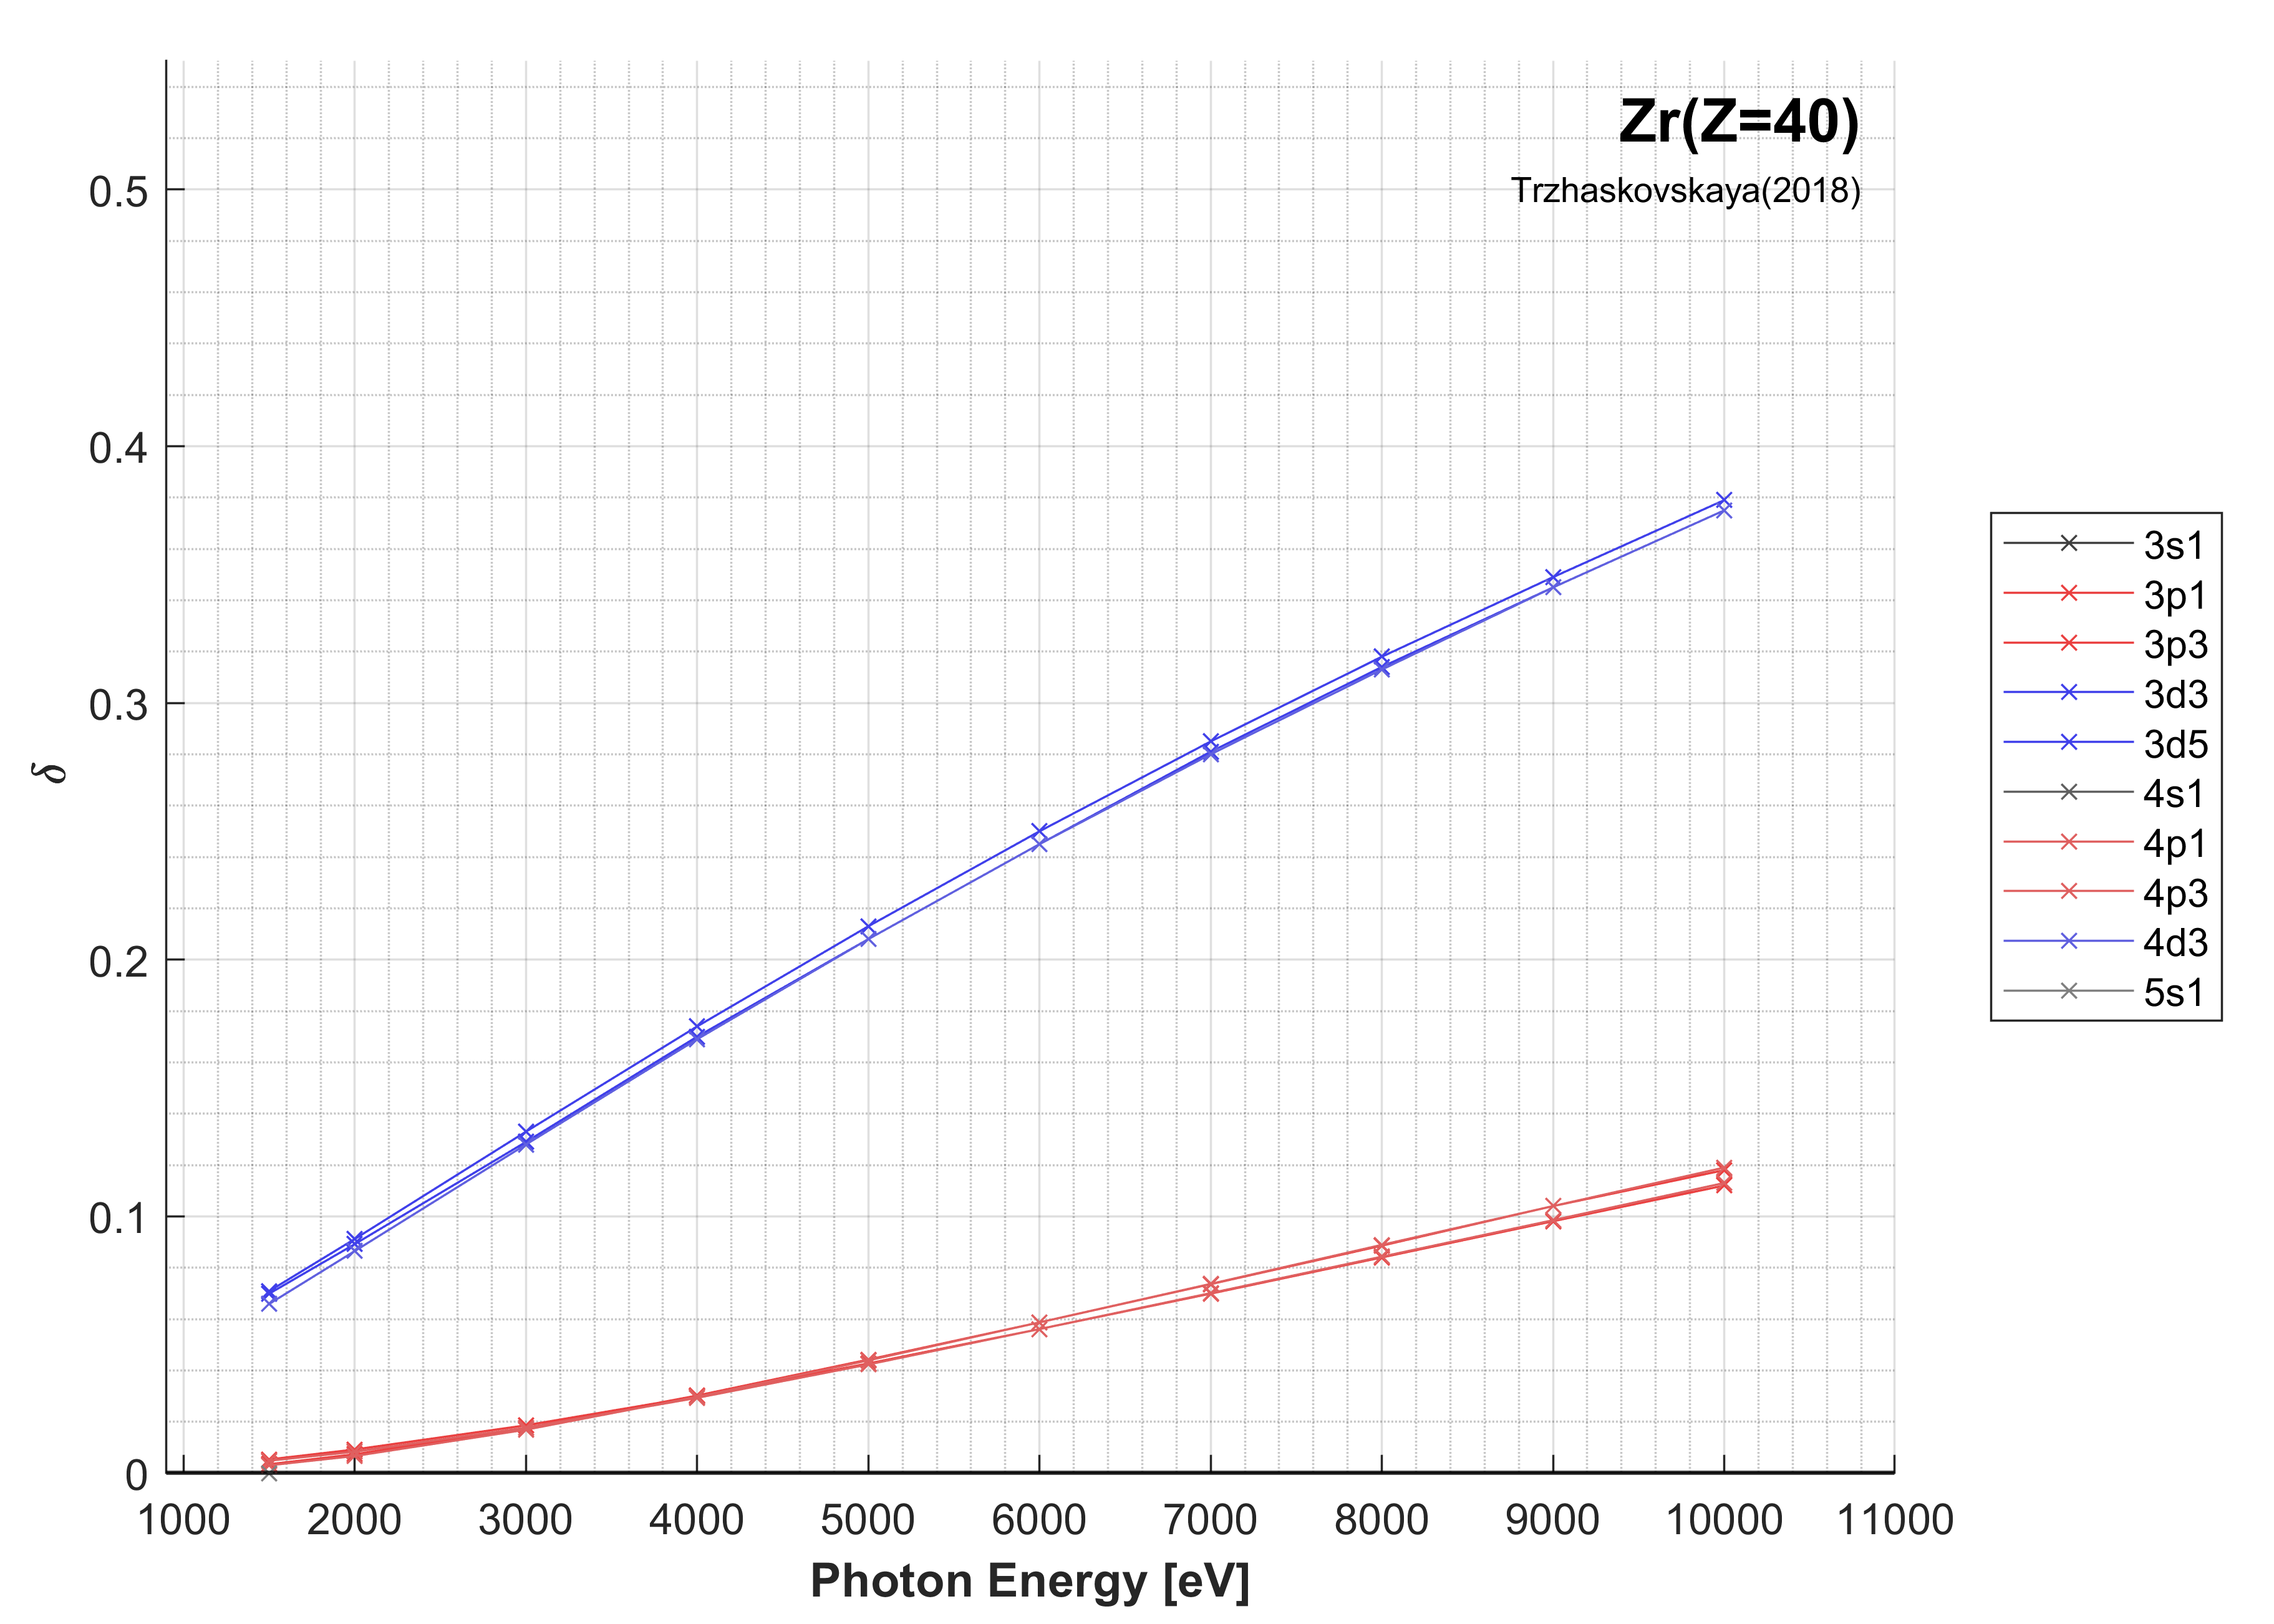 Zr(Z=40)
Trzhaskovskaya(2018)
0.5
0.4
0.3
0.2
0.1
0
δ
1000 2000 3000 4000 5000 6000 7000 8000 9000 10000 11000
Photon Energy [eV]
3s1
3p1
3p3
3d3
3d5
4s1
4p1
4p3
4d3
5s1